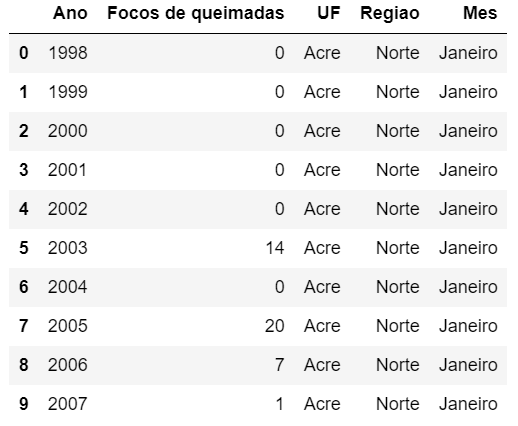 Ano Focos de queimadas UF Regiao Mes
0 1998 0 Acre Norte Janeiro
1 1999 0 Acre Norte Janeiro
2 2000 0 Acre Norte Janeiro
3 2001 0 Acre Norte Janeiro
4 2002 0 Acre Norte Janeiro
5 2003 14 Acre Norte Janeiro
6 2004 0 Acre Norte Janeiro
7 2005 20 Acre Norte Janeiro
8 2006 7 Acre Norte Janeiro
9 2007 1 Acre Norte Janeiro